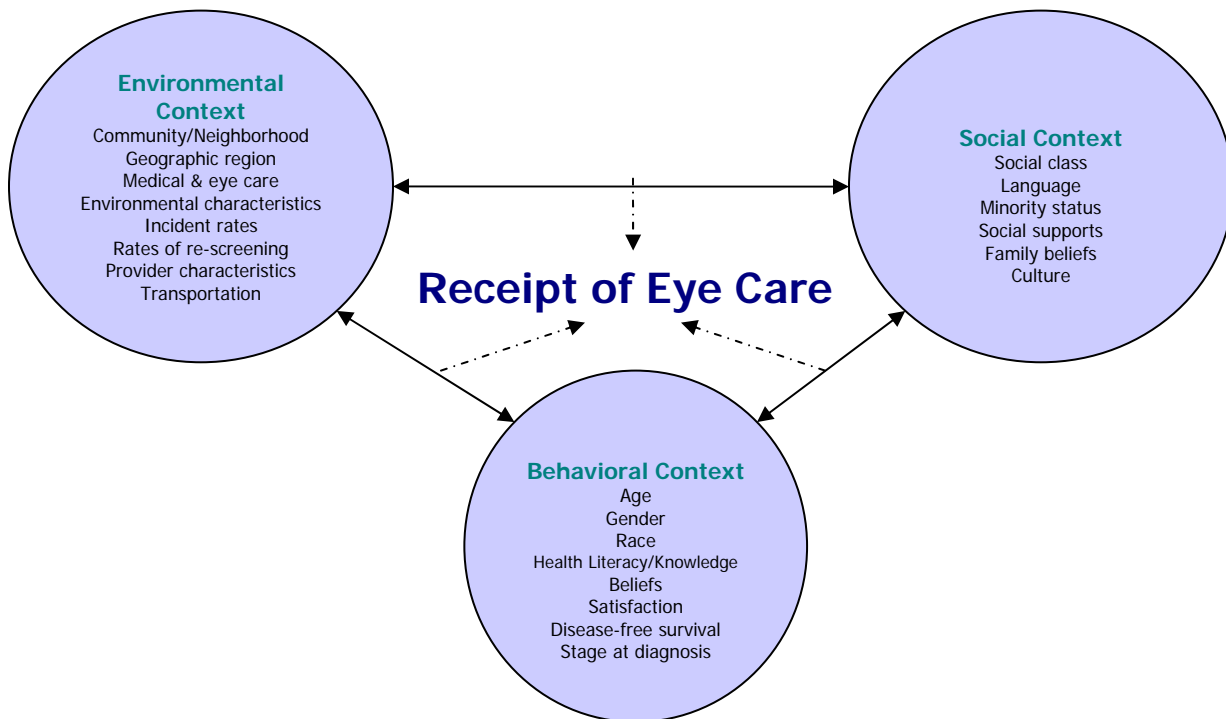 Environmental
Context
Community/Neighborhood
Geographic region
Medical & eye care
Environmental characteristics
Incident rates
Rates of re-screening
Provider characteristics
Transportation
Social Context
Social class
Language
Minority status
Social supports
Family beliefs
Culture
Receipt of Eye Care
Behavioral Context
Age
Gender
Race
Health Literacy/Knowledge
Beliefs
Satisfaction
Disease-free survival
Stage at diagnosis